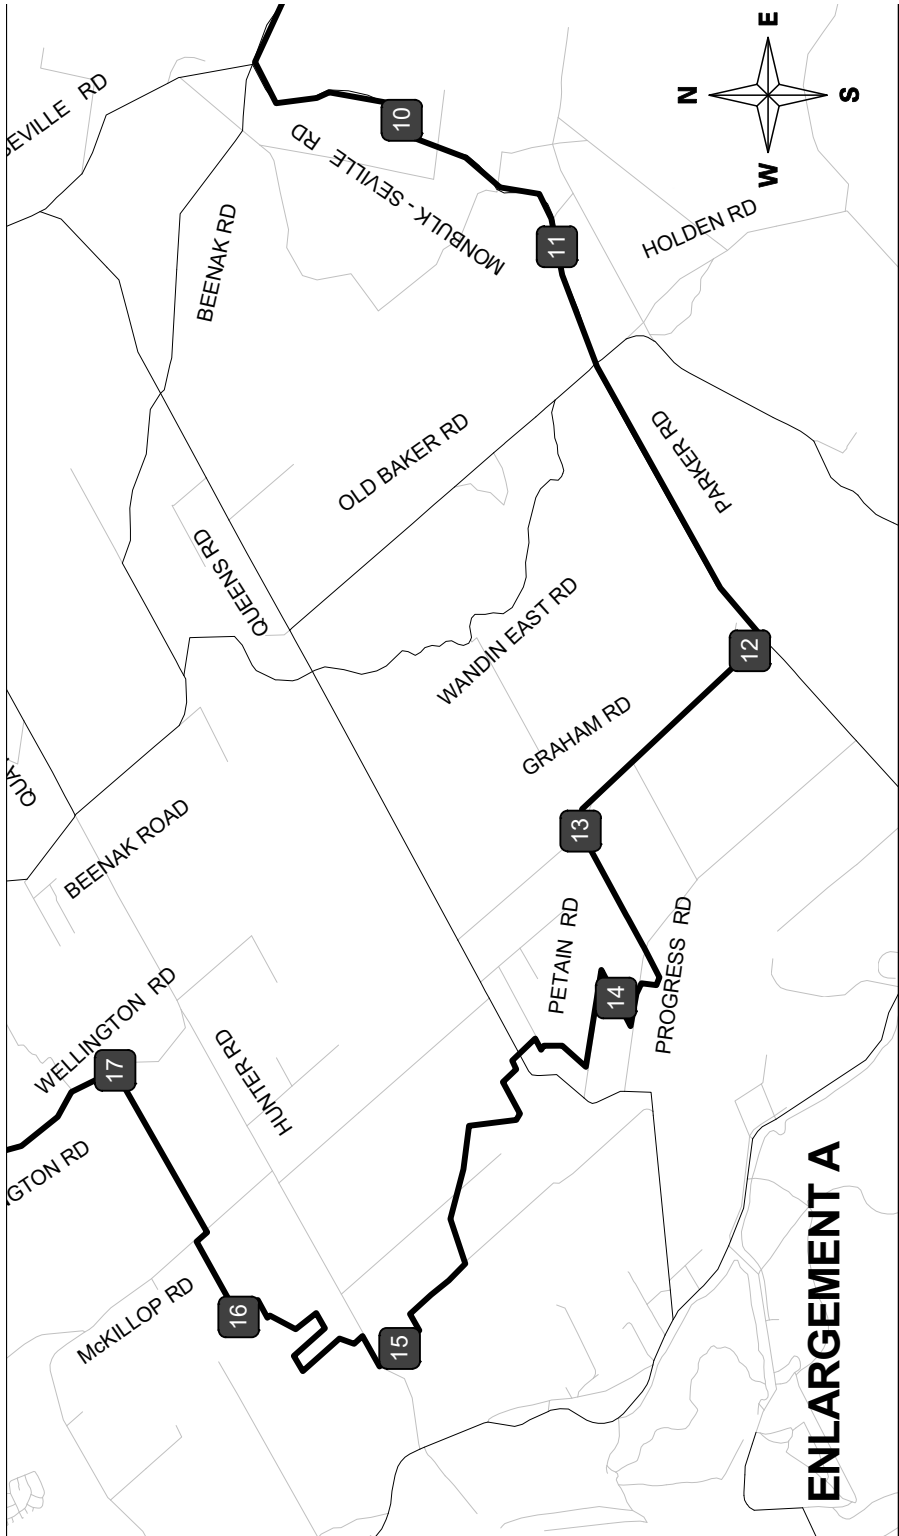 E
N
S
W
SEVILLE RD
10
MONBULK - SEVILLE RD
BEENAK RD
11
HOLDEN RD
OLD BAKER RD
PARKER RD
QUEENS RD
WANDIN EAST RD
12
GRAHAM RD
QUA
13
BEENAK ROAD
PETAIN RD
PROGRESS RD
14
WELLINGTON RD
17
HUNTER RD
NGTON RD
McKILLOP RD
16
15
ENLARGEMENT A